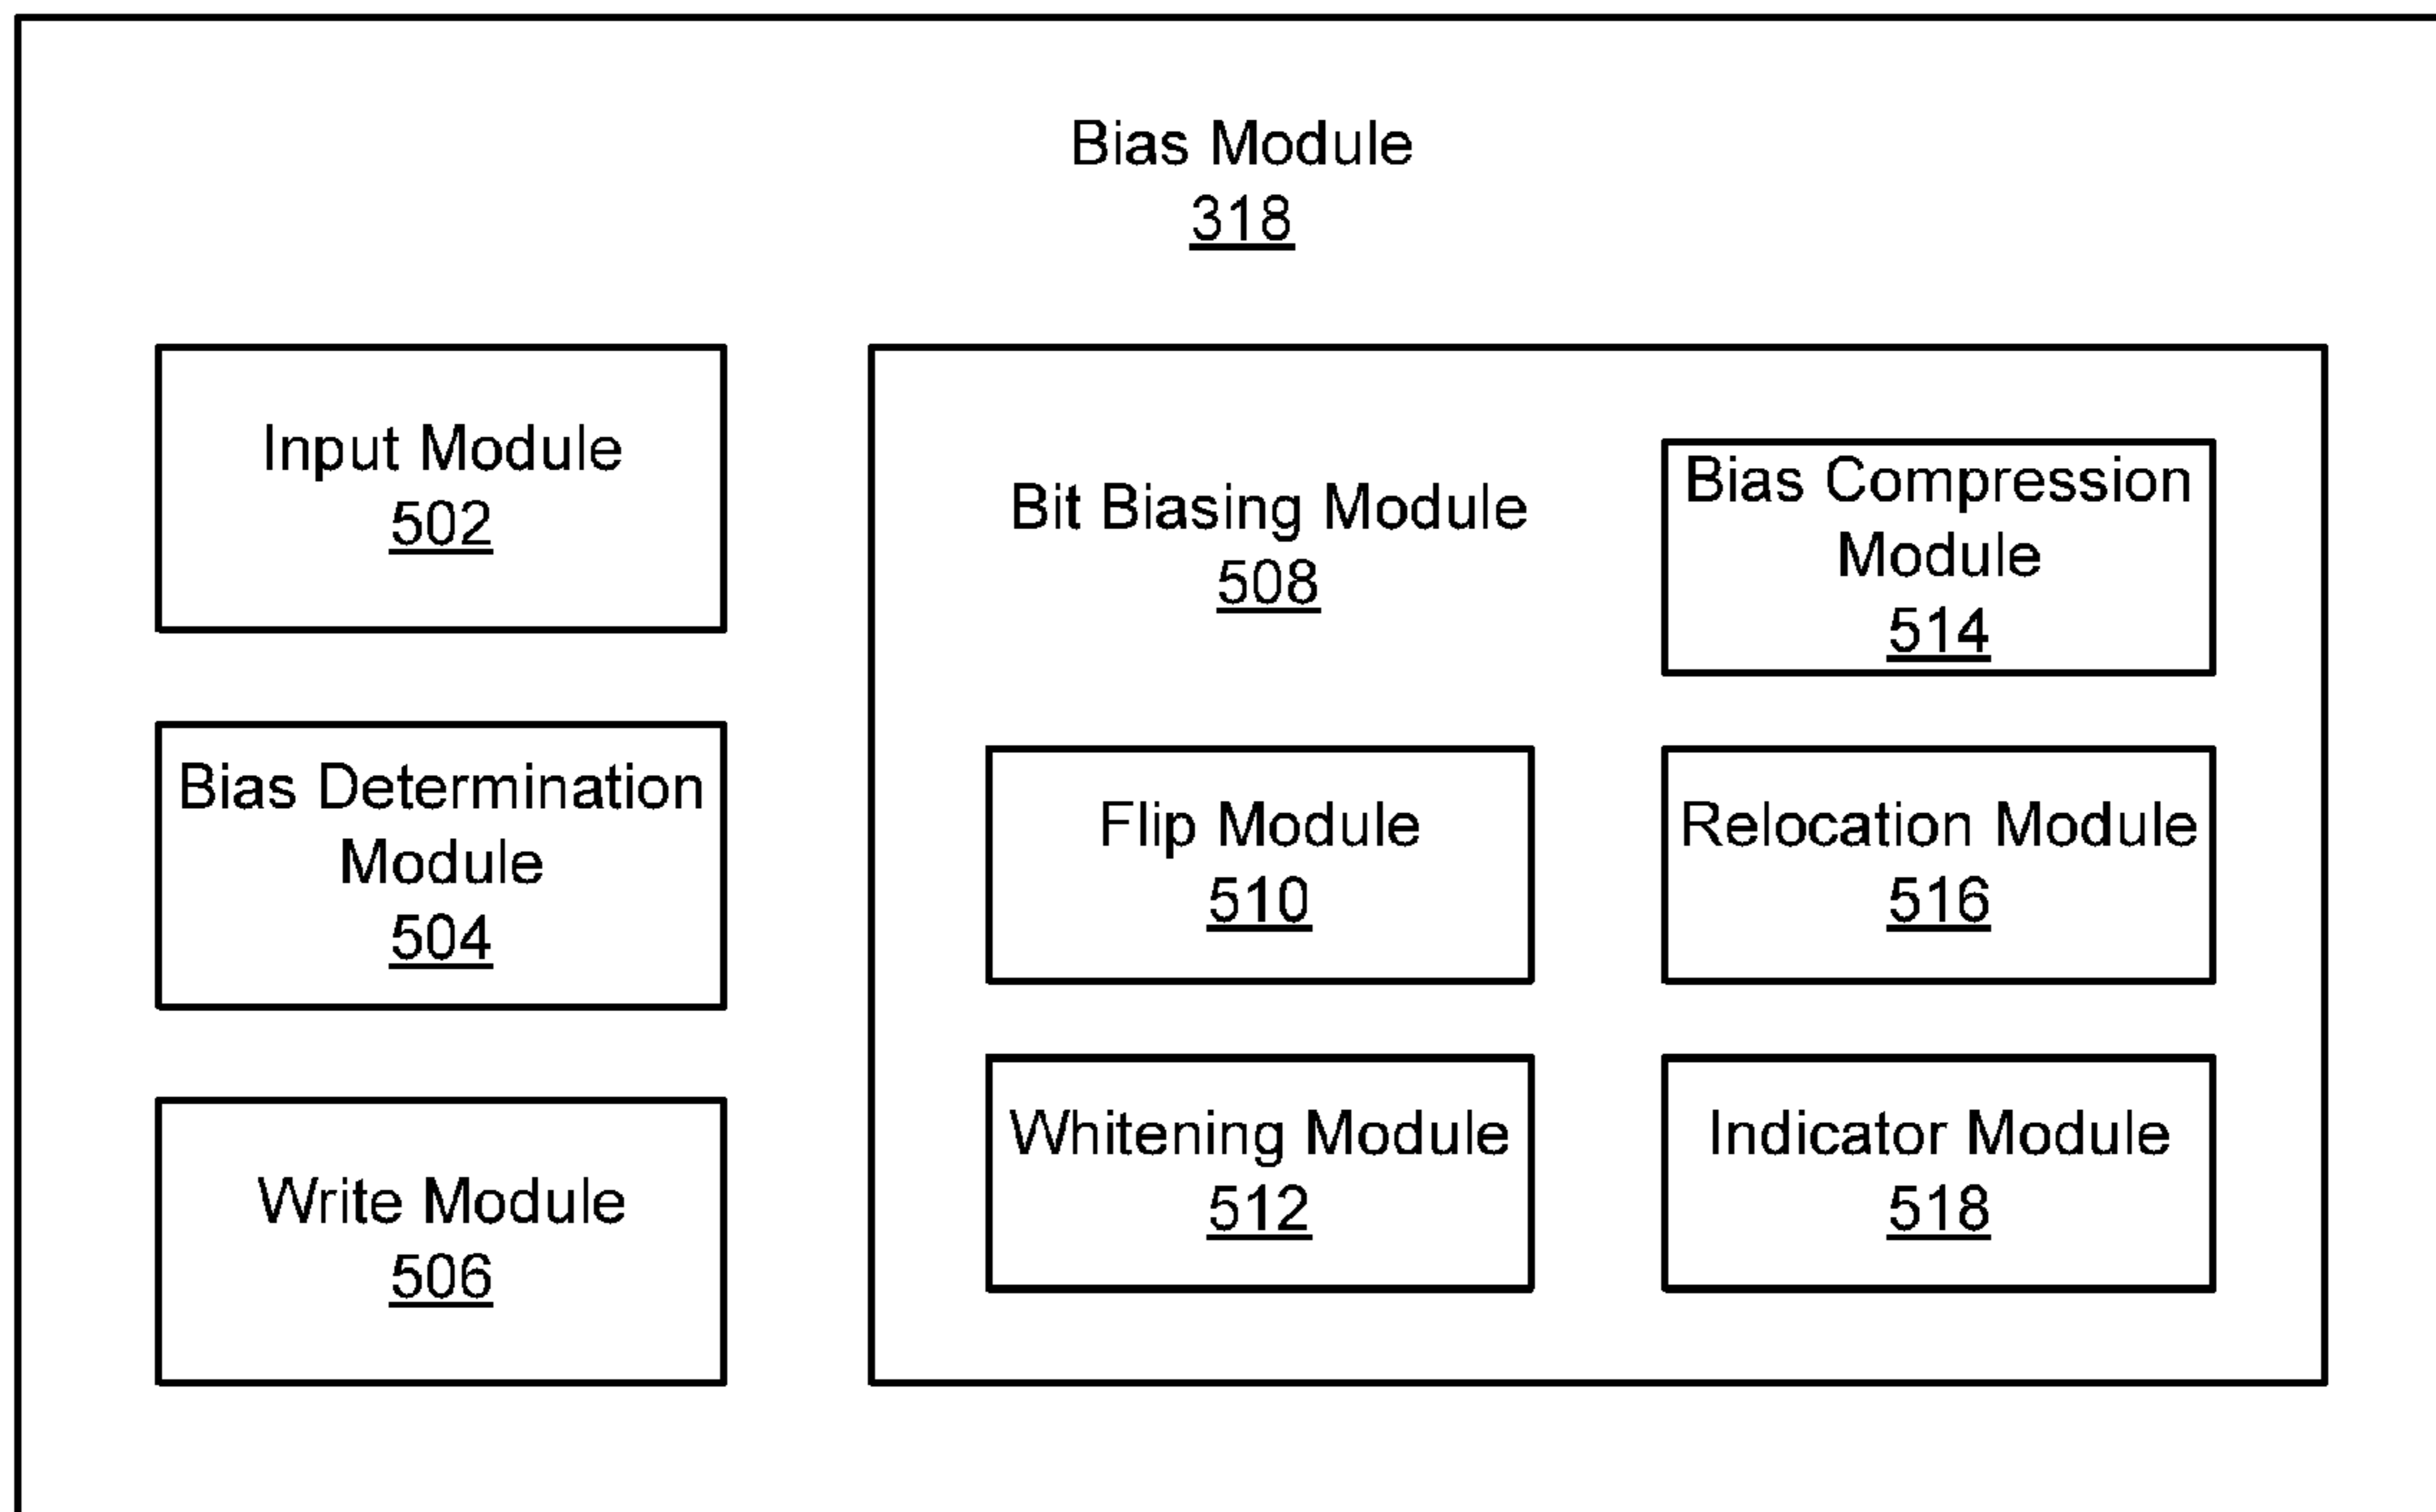 Bias Module
318
Input Module
502
Bias Determination
Module
504
Write Module
506
Bit Biasing Module
508
Bias Compression
Module
514
Flip Module
510
Relocation Module
516
Whitening Module
512
Indicator Module
518